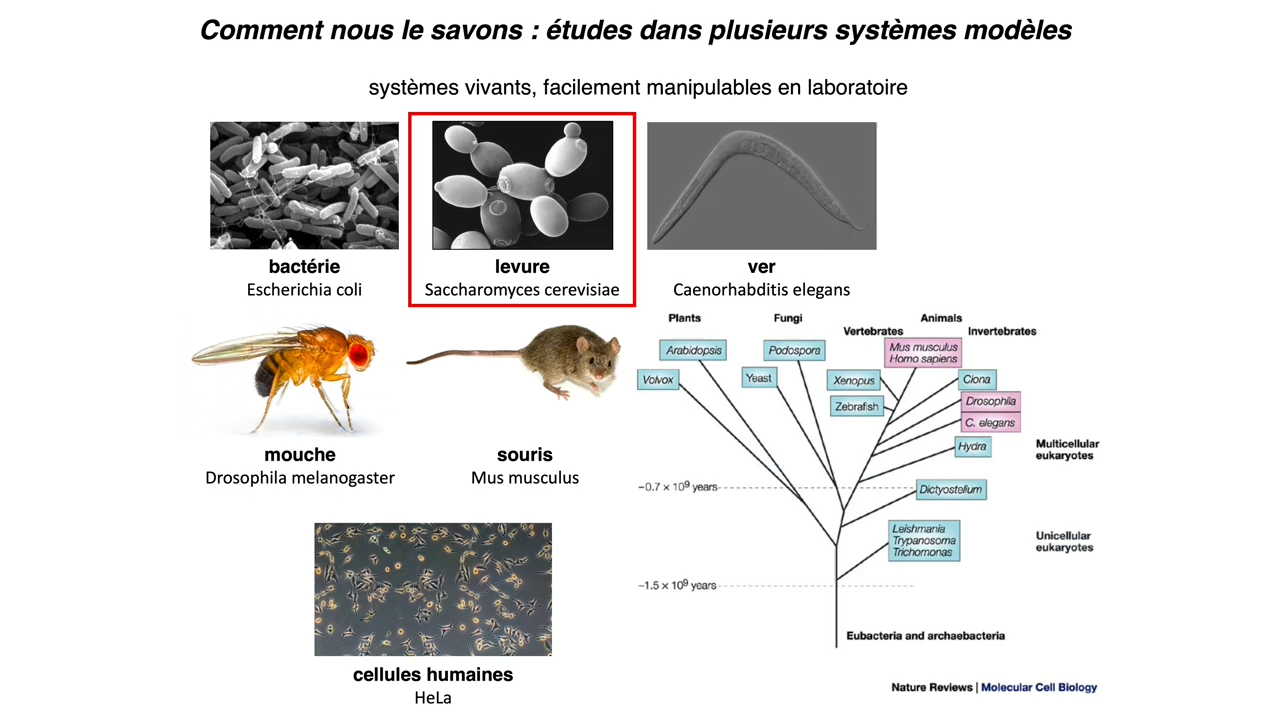 Comment nous le savons : études dans plusieurs systèmes modèles
systèmes vivants, facilement manipulables en laboratoire
bactérie
Escherichia coli
levure
Saccharomyces cerevisiae
ver
Caenorhabditis elegans
mouche
Drosophila melanogaster
souris
Mus musculus
cellules humaines
HeLa
Plants
Fungi
Animals
Vertebrates
Invertebrates
Arabidopsis
Podospora
Mus musculus
Homo sapiens
Volvox
Yeast
Xenopus
Ciona
Zebrafish
Drosophila
C. elegans
Hydra
Multicellular
eukaryotes
−0.7 × 10⁹ years
Dictyostelium
Leishmania
Trypanosoma
Trichomonas
Unicellular
eukaryotes
−1.5 × 10⁹ years
Eubacteria and archaebacteria
Nature Reviews | Molecular Cell Biology